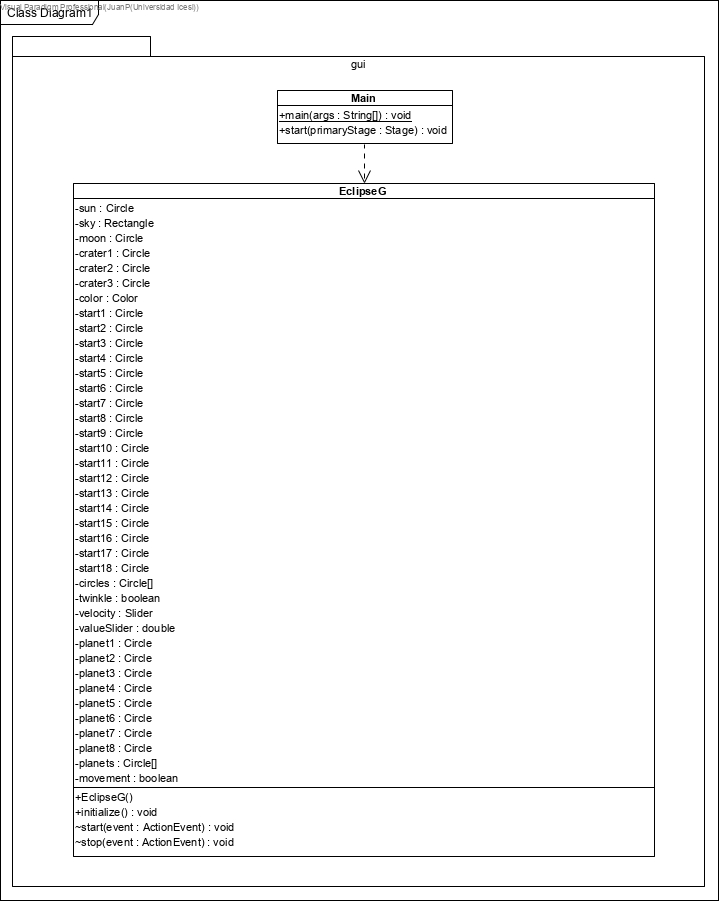 Visual Paradigm Professional(JuanP(Universidad Icesi))
Class Diagram1
gui
Main
+main(args : String[]) : void
+start(primaryStage : Stage) : void
EclipseG
-sun : Circle
-sky : Rectangle
-moon : Circle
-crater1 : Circle
-crater2 : Circle
-crater3 : Circle
-color : Color
-start1 : Circle
-start2 : Circle
-start3 : Circle
-start4 : Circle
-start5 : Circle
-start6 : Circle
-start7 : Circle
-start8 : Circle
-start9 : Circle
-start10 : Circle
-start11 : Circle
-start12 : Circle
-start13 : Circle
-start14 : Circle
-start15 : Circle
-start16 : Circle
-start17 : Circle
-start18 : Circle
-circles : Circle[]
-twinkle : boolean
-velocity : Slider
-valueSlider : double
-planet1 : Circle
-planet2 : Circle
-planet3 : Circle
-planet4 : Circle
-planet5 : Circle
-planet6 : Circle
-planet7 : Circle
-planet8 : Circle
-planets : Circle[]
-movement : boolean
+EclipseG()
+initialize() : void
~start(event : ActionEvent) : void
~stop(event : ActionEvent) : void